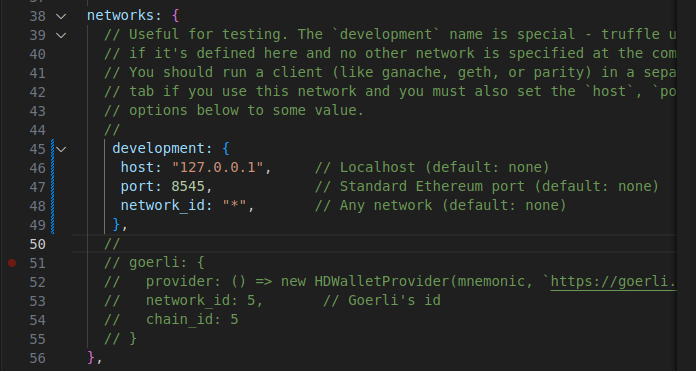 38 networks: {
39 // Useful for testing. The `development` name is special - truffle u
40 // if it's defined here and no other network is specified at the com
41 // You should run a client (like ganache, geth, or parity) in a sepa
42 // tab if you use this network and you must also set the `host`, `po
43 // options below to some value.
44 //
45 development: {
46 host: "127.0.0.1", // Localhost (default: none)
47 port: 8545, // Standard Ethereum port (default: none)
48 network_id: "*", // Any network (default: none)
49 },
50 //
51 // goerli: {
52 // provider: () => new HDWalletProvider(mnemonic, `https://goerli.
53 // network_id: 5, // Goerli's id
54 // chain_id: 5
55 // }
56 },